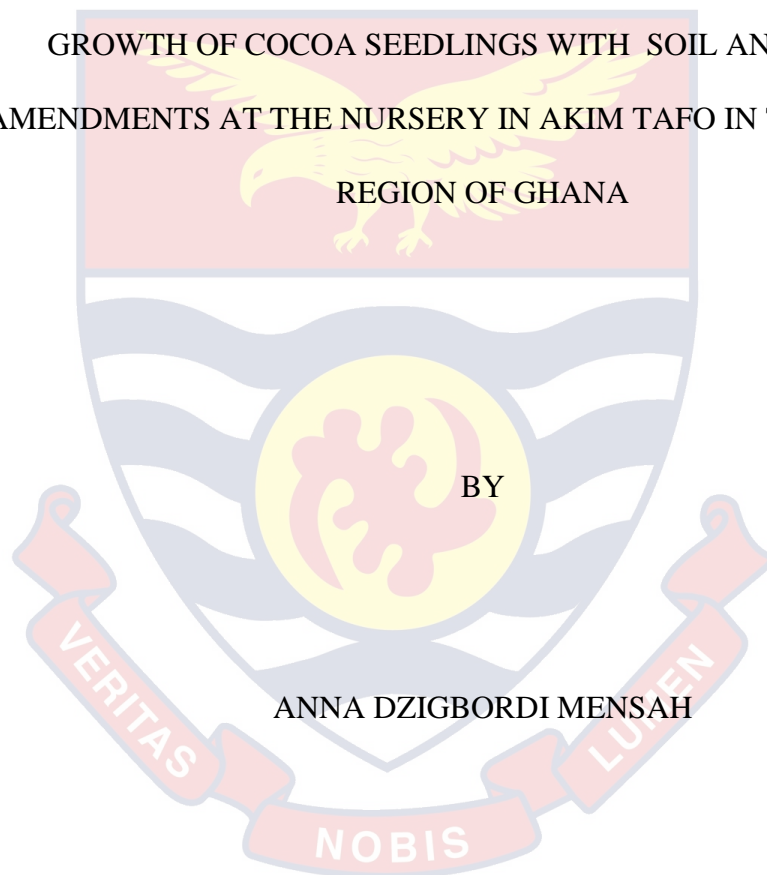 GROWTH OF COCOA SEEDLINGS WITH SOIL AN
AMENDMENTS AT THE NURSERY IN AKIM TAFO IN
REGION OF GHANA
BY
ANNA DZIGBORDI MENSAH
VERITAS
NOBIS
LUMEN